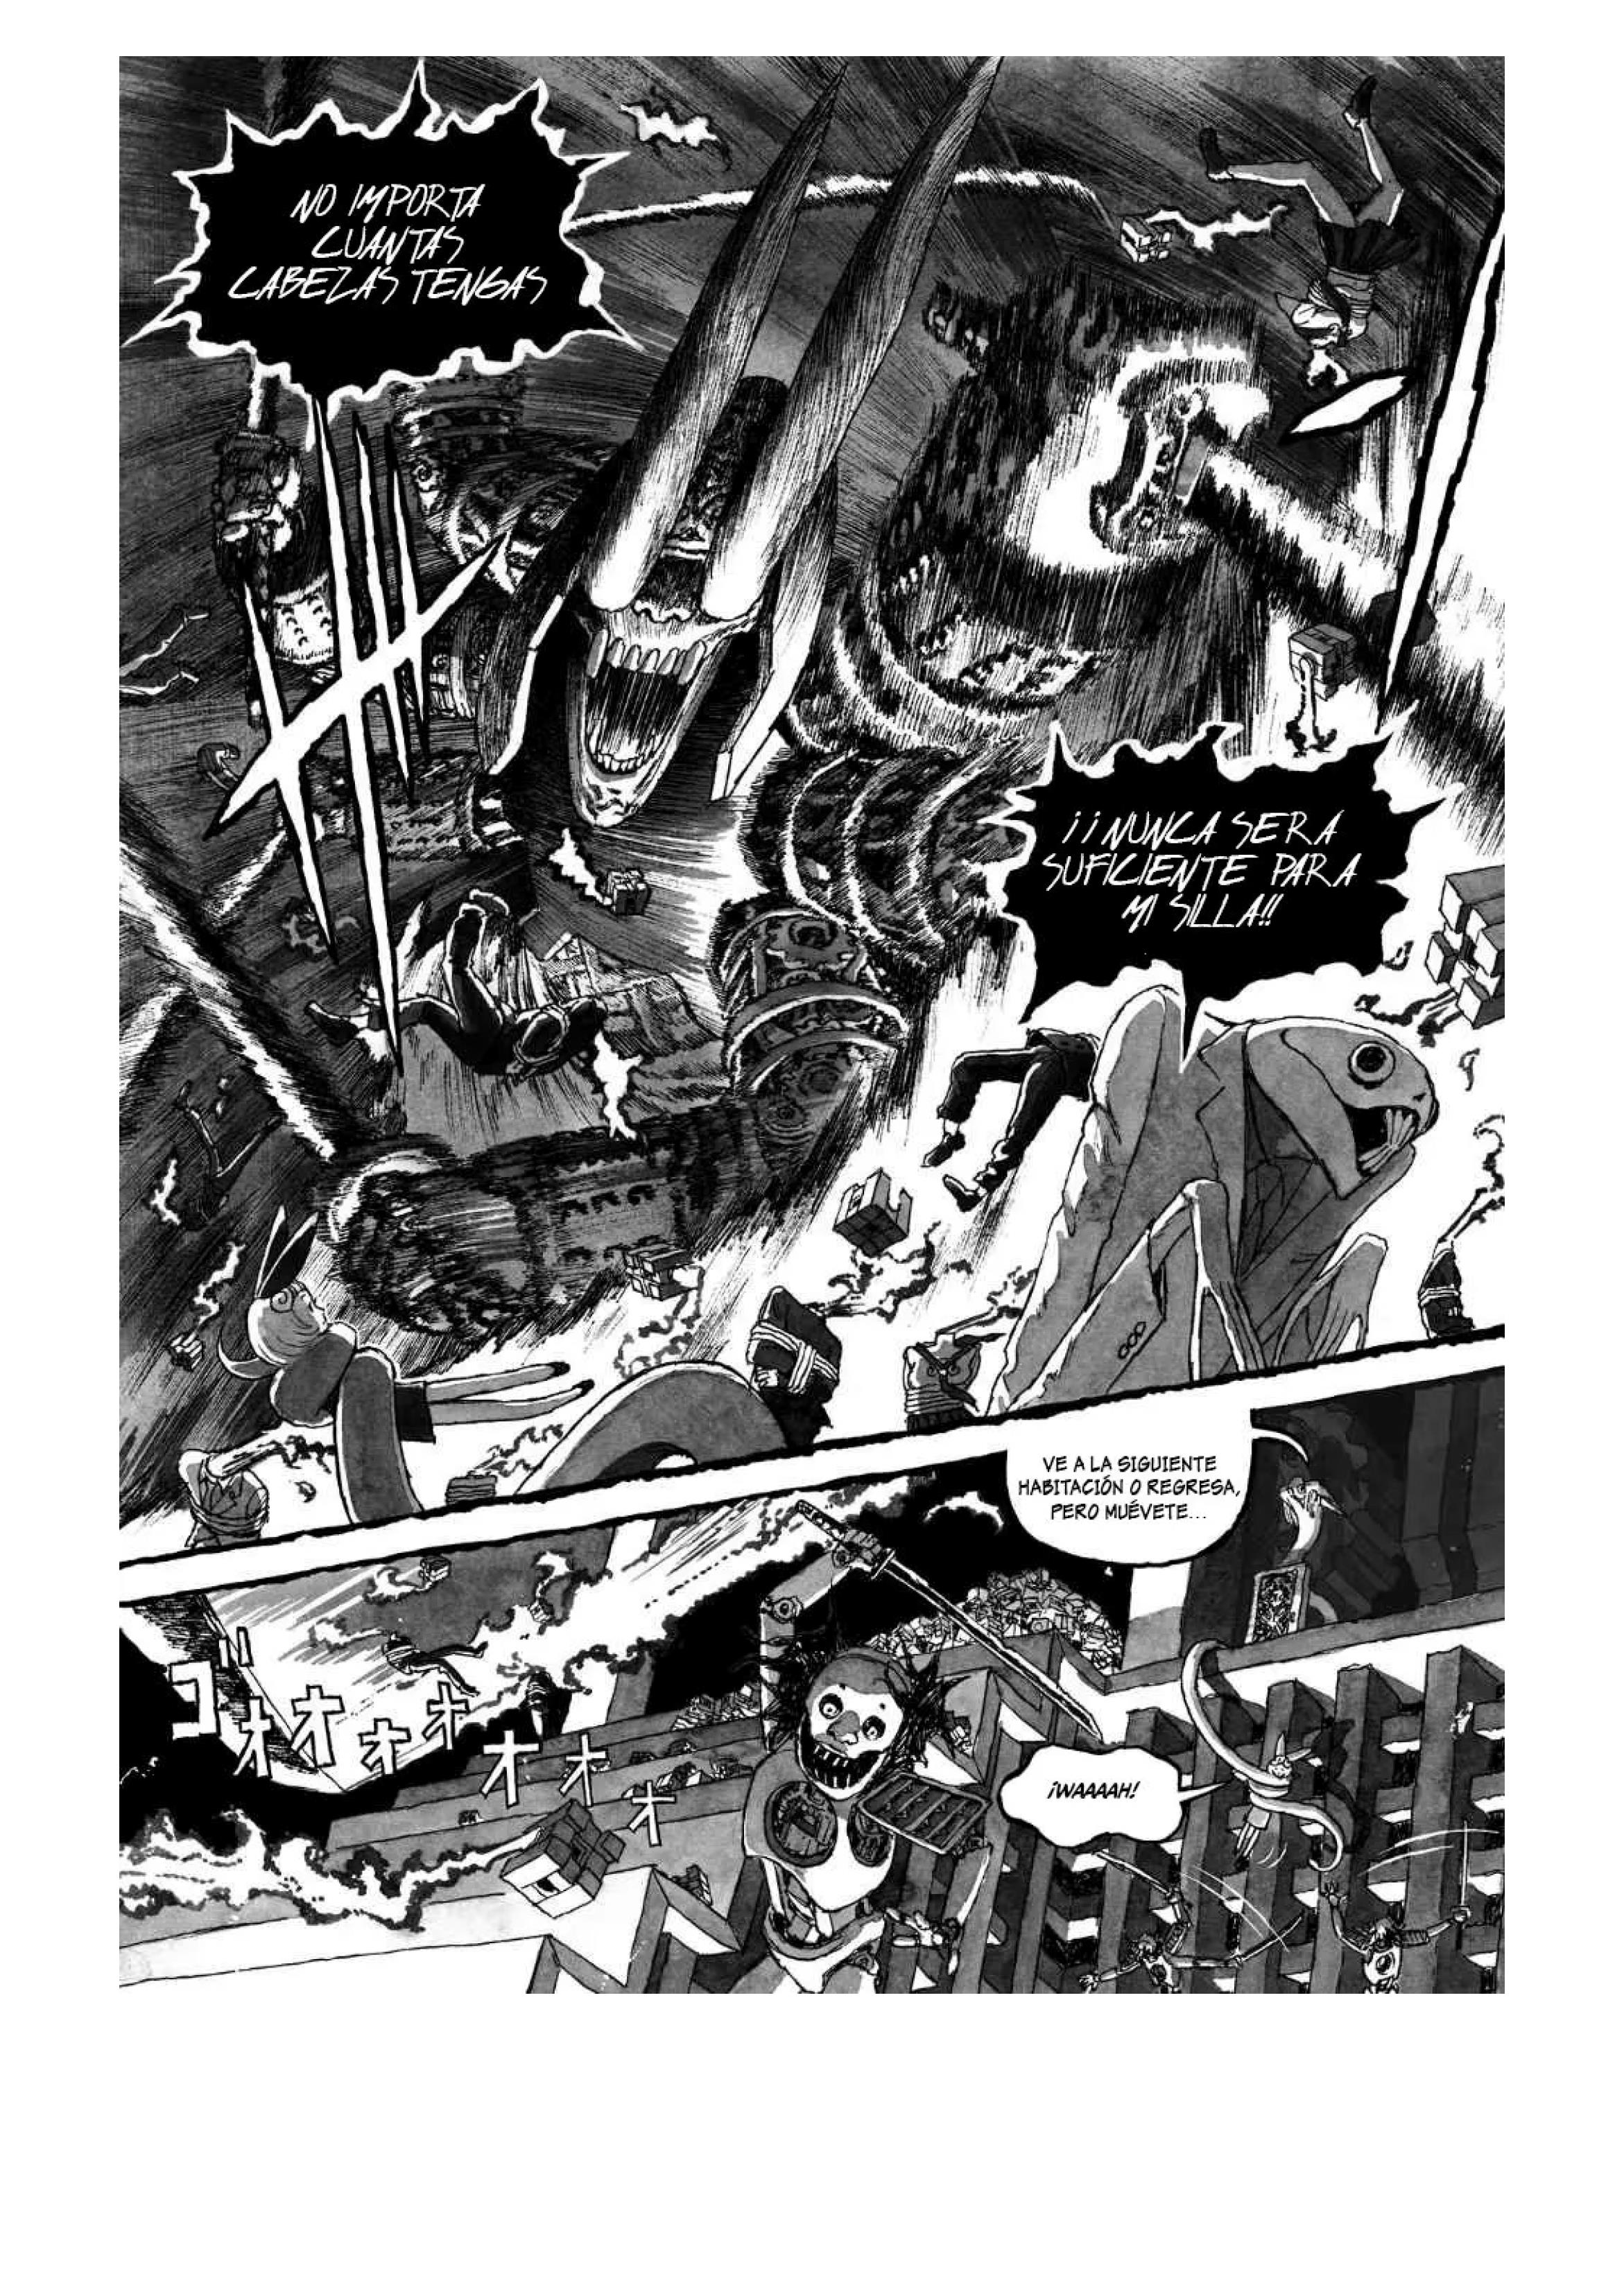 NO IMPORTA
CUANTAS
CABEZAS TENGAS
¡¡NUNCA SERA
SUFICIENTE PARA
MI SILLA!!
VE A LA SIGUIENTE
HABITACIÓN O REGRESA,
PERO MUÉVETE...
ゴォオォオオオオ
¡WAAAAH!